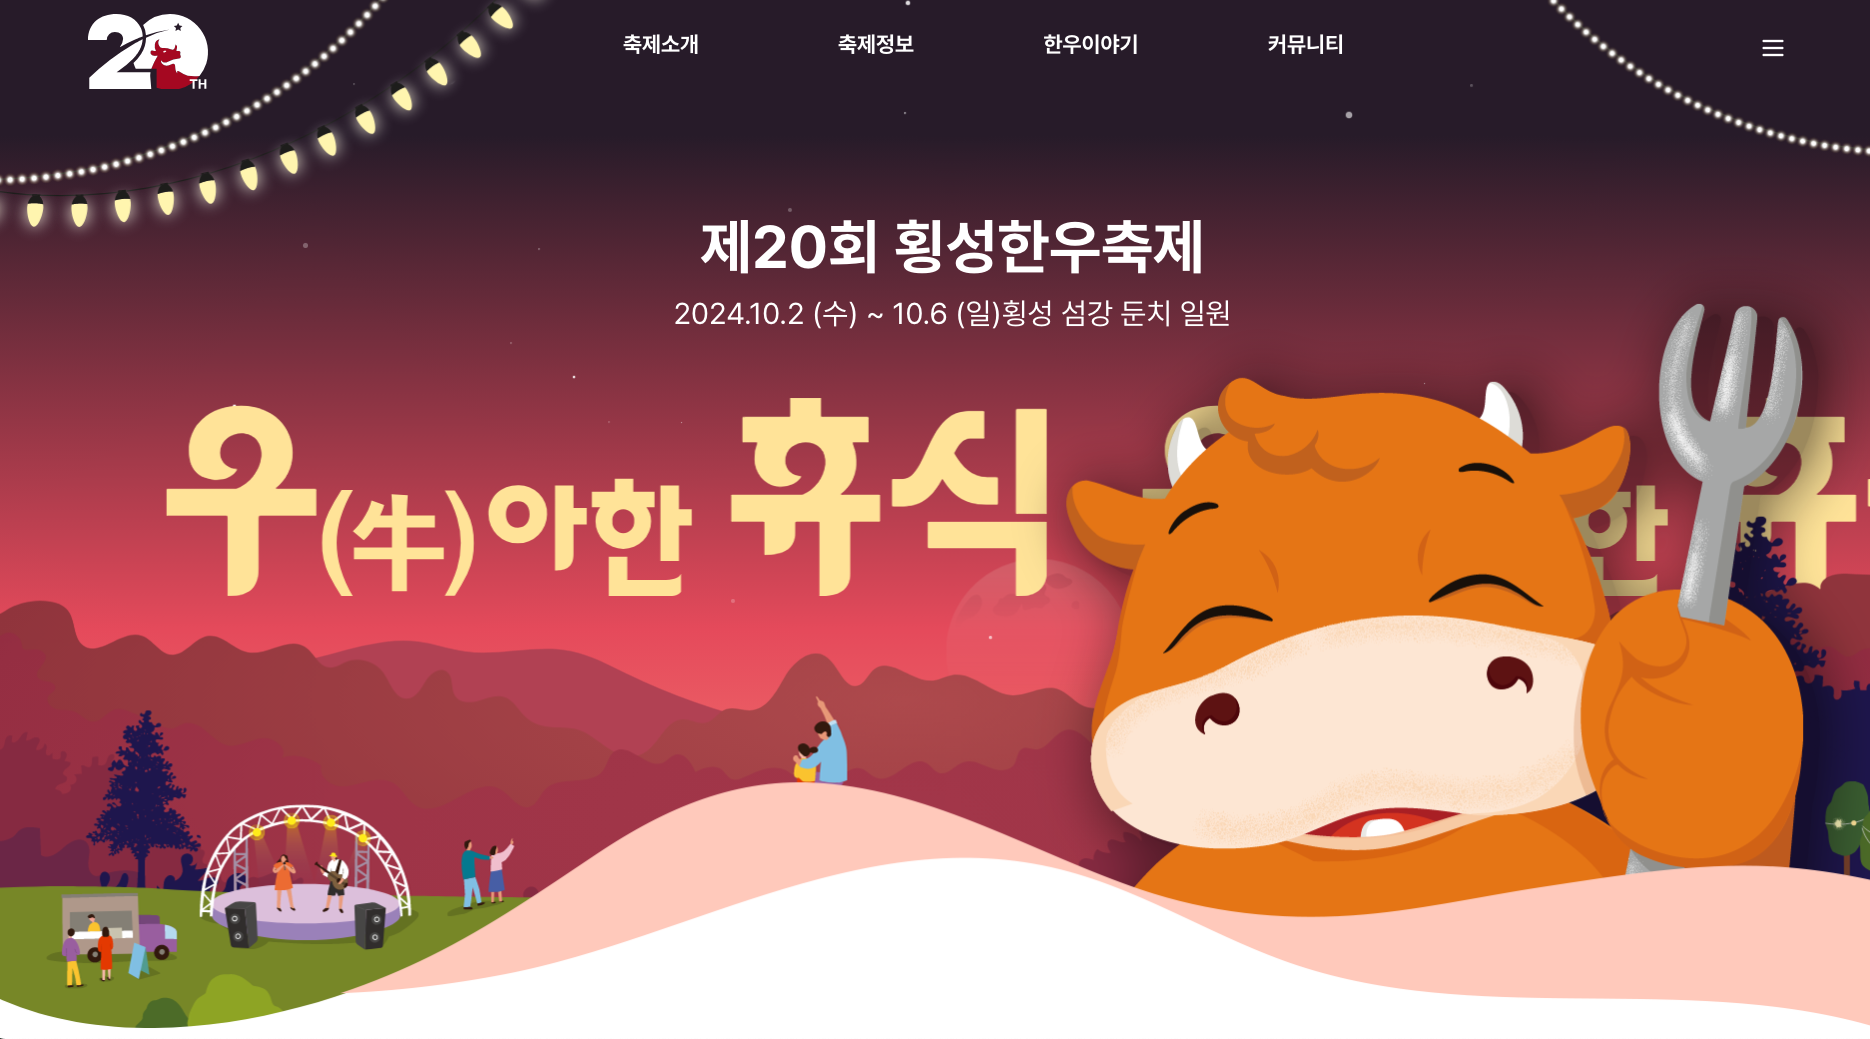 20TH
축제소개 축제정보 한우이야기 커뮤니티
제20회 횡성한우축제
2024.10.2 (수) ~ 10.6 (일)횡성 섬강 둔치 일원
우(牛)아한 휴식
한 휴